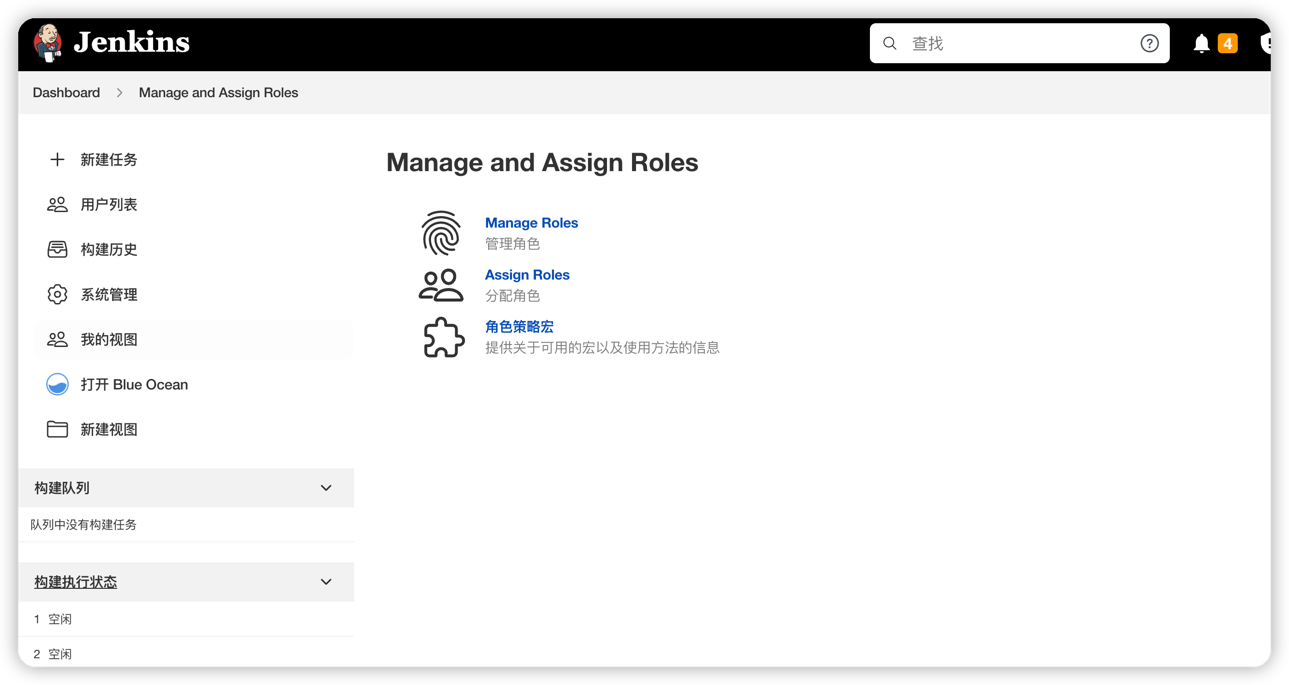 Jenkins
查找
4
Dashboard
Manage and Assign Roles
新建任务
用户列表
构建历史
系统管理
我的视图
打开 Blue Ocean
新建视图
构建队列
队列中没有构建任务
构建执行状态
1 空闲
2 空闲
Manage and Assign Roles
Manage Roles
管理角色
Assign Roles
分配角色
角色策略宏
提供关于可用的宏以及使用方法的信息